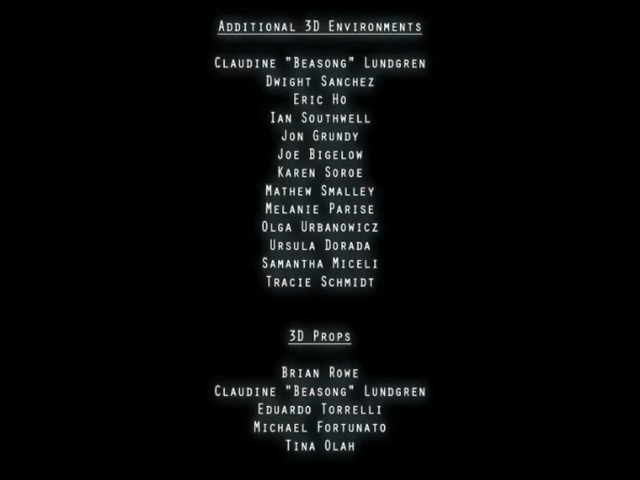 Additional 3D Environments
Claudine "Beasong" Lundgren
Dwight Sanchez
Eric Ho
Ian Southwell
Jon Grundy
Joe Bigelow
Karen Soroe
Mathew Smalley
Melanie Parise
Olga Urbanowicz
Ursula Dorada
Samantha Miceli
Tracie Schmidt
3D Props
Brian Rowe
Claudine "Beasong" Lundgren
Eduardo Torrelli
Michael Fortunato
Tina Olah